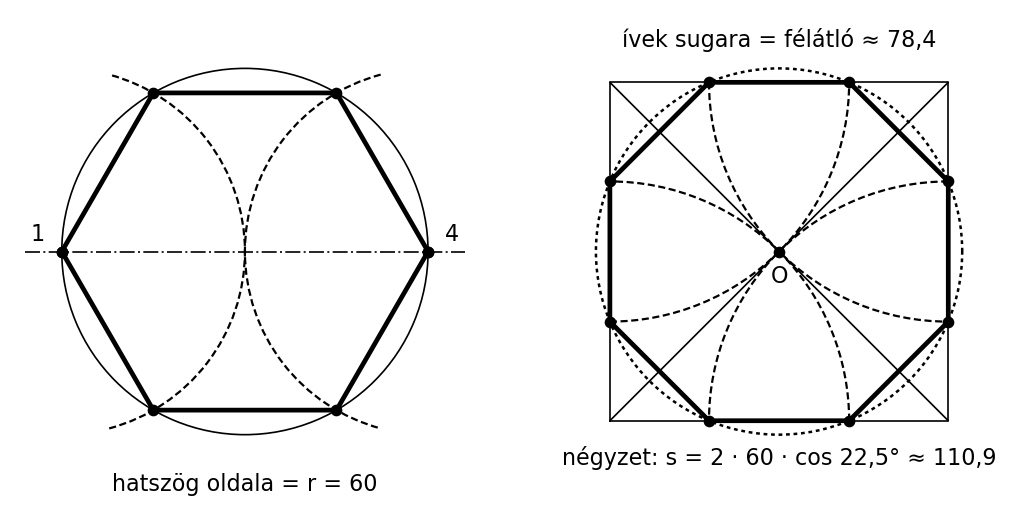 ívek sugara = félátló ≈ 78,4
1
4
O
négyzet: s = 2 · 60 · cos 22,5° ≈ 110,9
hatszög oldala = r = 60